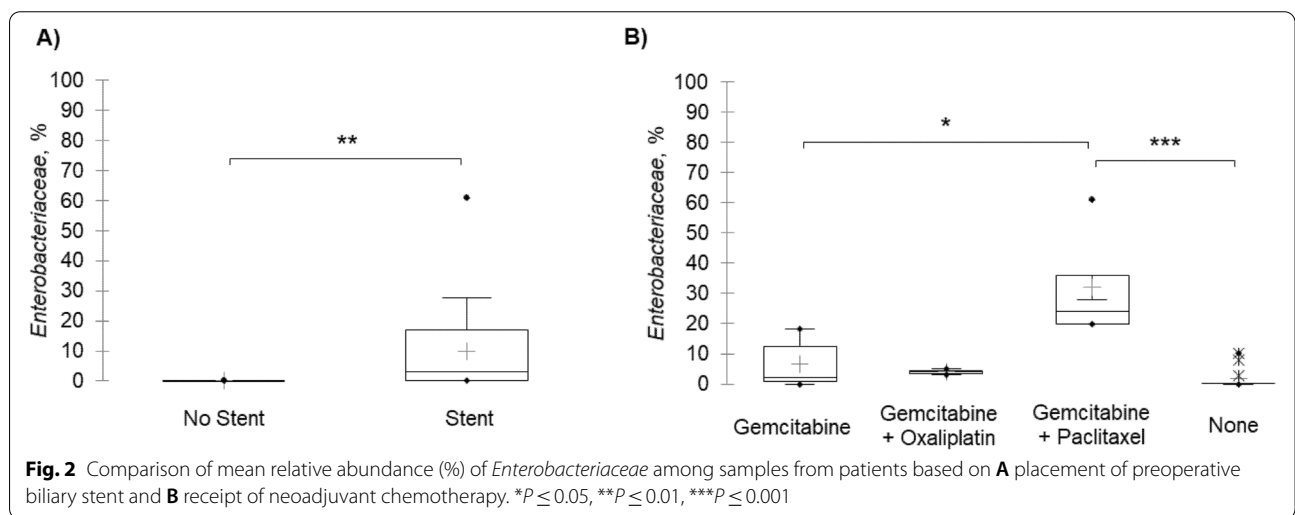 A)
100
90
80
70
60
50
40
30
20
10
0
Enterobacteriaceae, %
**
No Stent
Stent
B)
100
90
80
70
60
50
40
30
20
10
0
Enterobacteriaceae, %
*
***
Gemcitabine
Gemcitabine
+ Oxaliplatin
Gemcitabine
+ Paclitaxel
None
Fig. 2 Comparison of mean relative abundance (%) of Enterobacteriaceae among samples from patients based on A placement of preoperative
biliary stent and B receipt of neoadjuvant chemotherapy. *P ≤ 0.05, **P ≤ 0.01, ***P ≤ 0.001